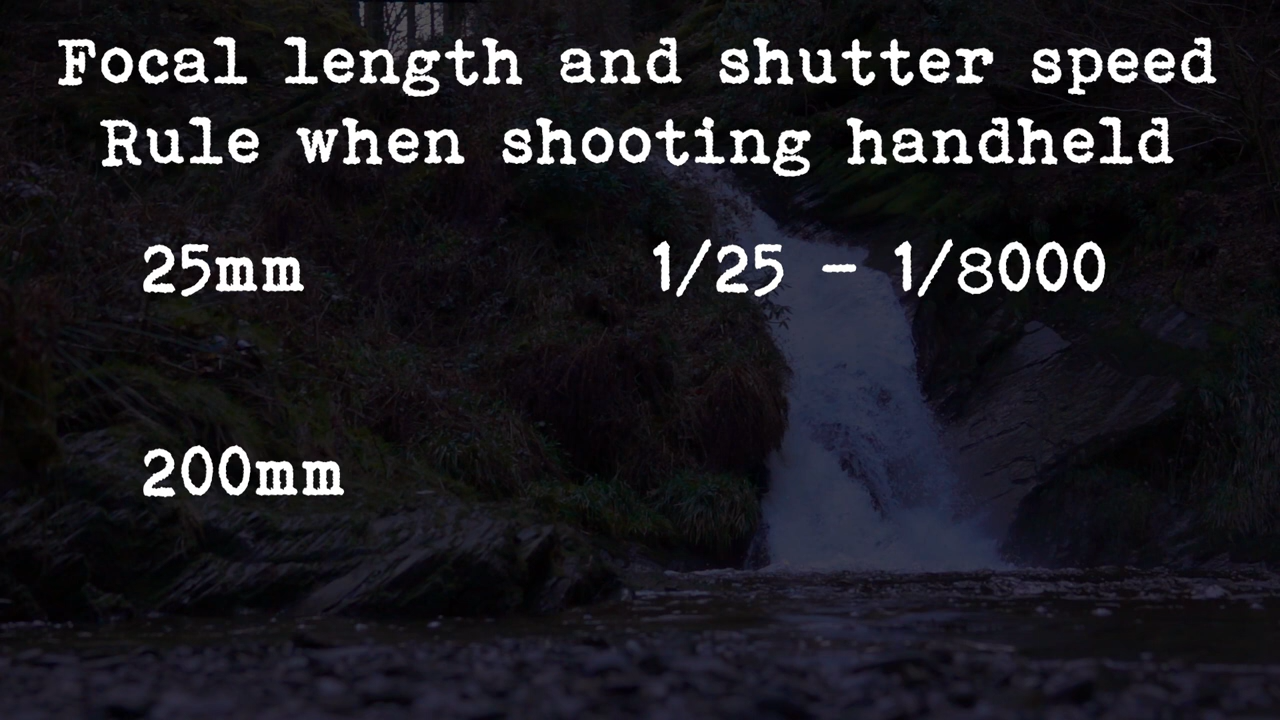 Focal length and shutter speed
Rule when shooting handheld
25mm 1/25 - 1/8000
200mm